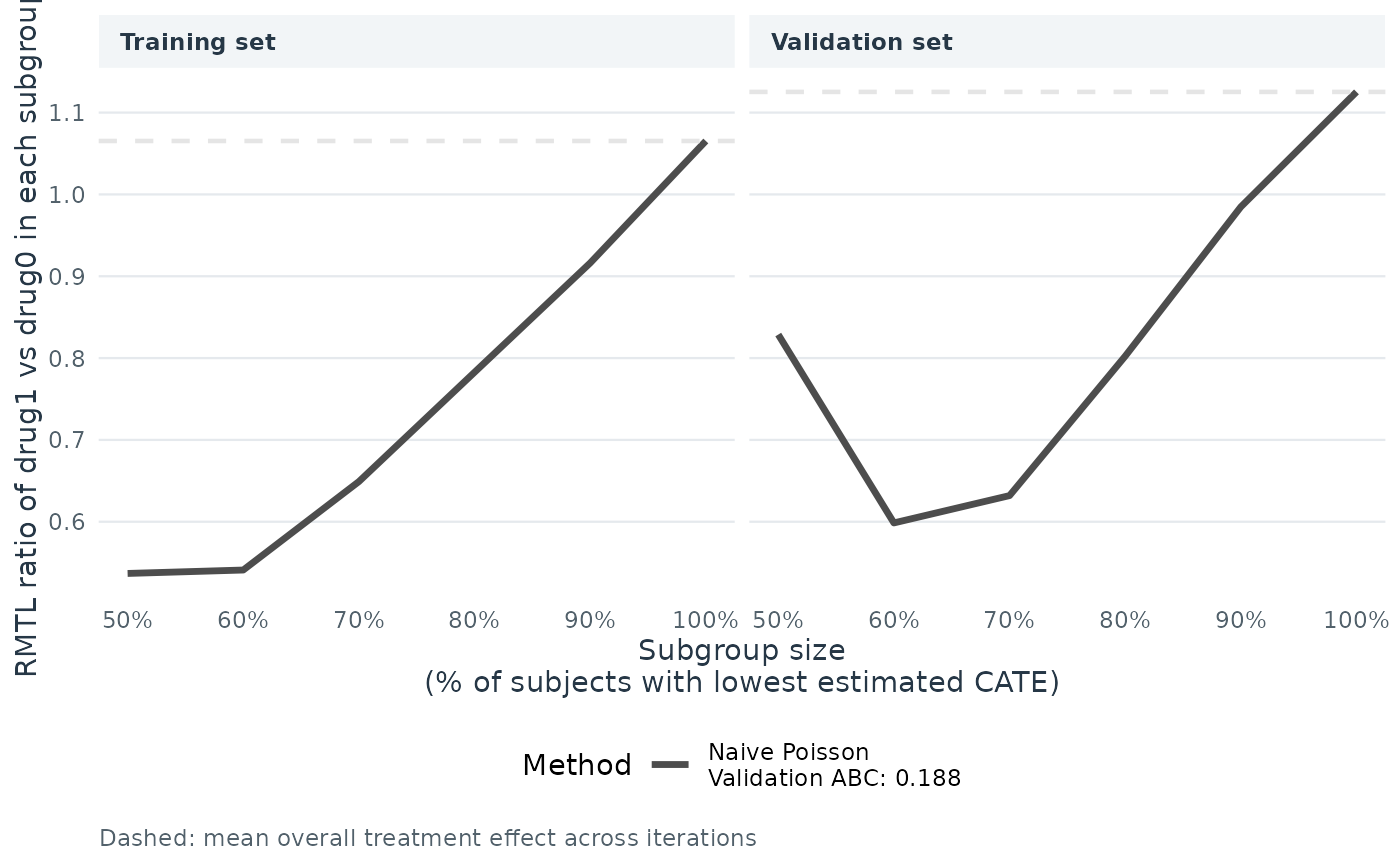 RMTL ratio of drug1 vs drug0 in each subgroup
Training set
Validation set
1.1
1.0
0.9
0.8
0.7
0.6
50% 60% 70% 80% 90% 100% 50% 60% 70% 80% 90% 100%
Subgroup size
(% of subjects with lowest estimated CATE)
Method
Naive Poisson
Validation ABC: 0.188
Dashed: mean overall treatment effect across iterations